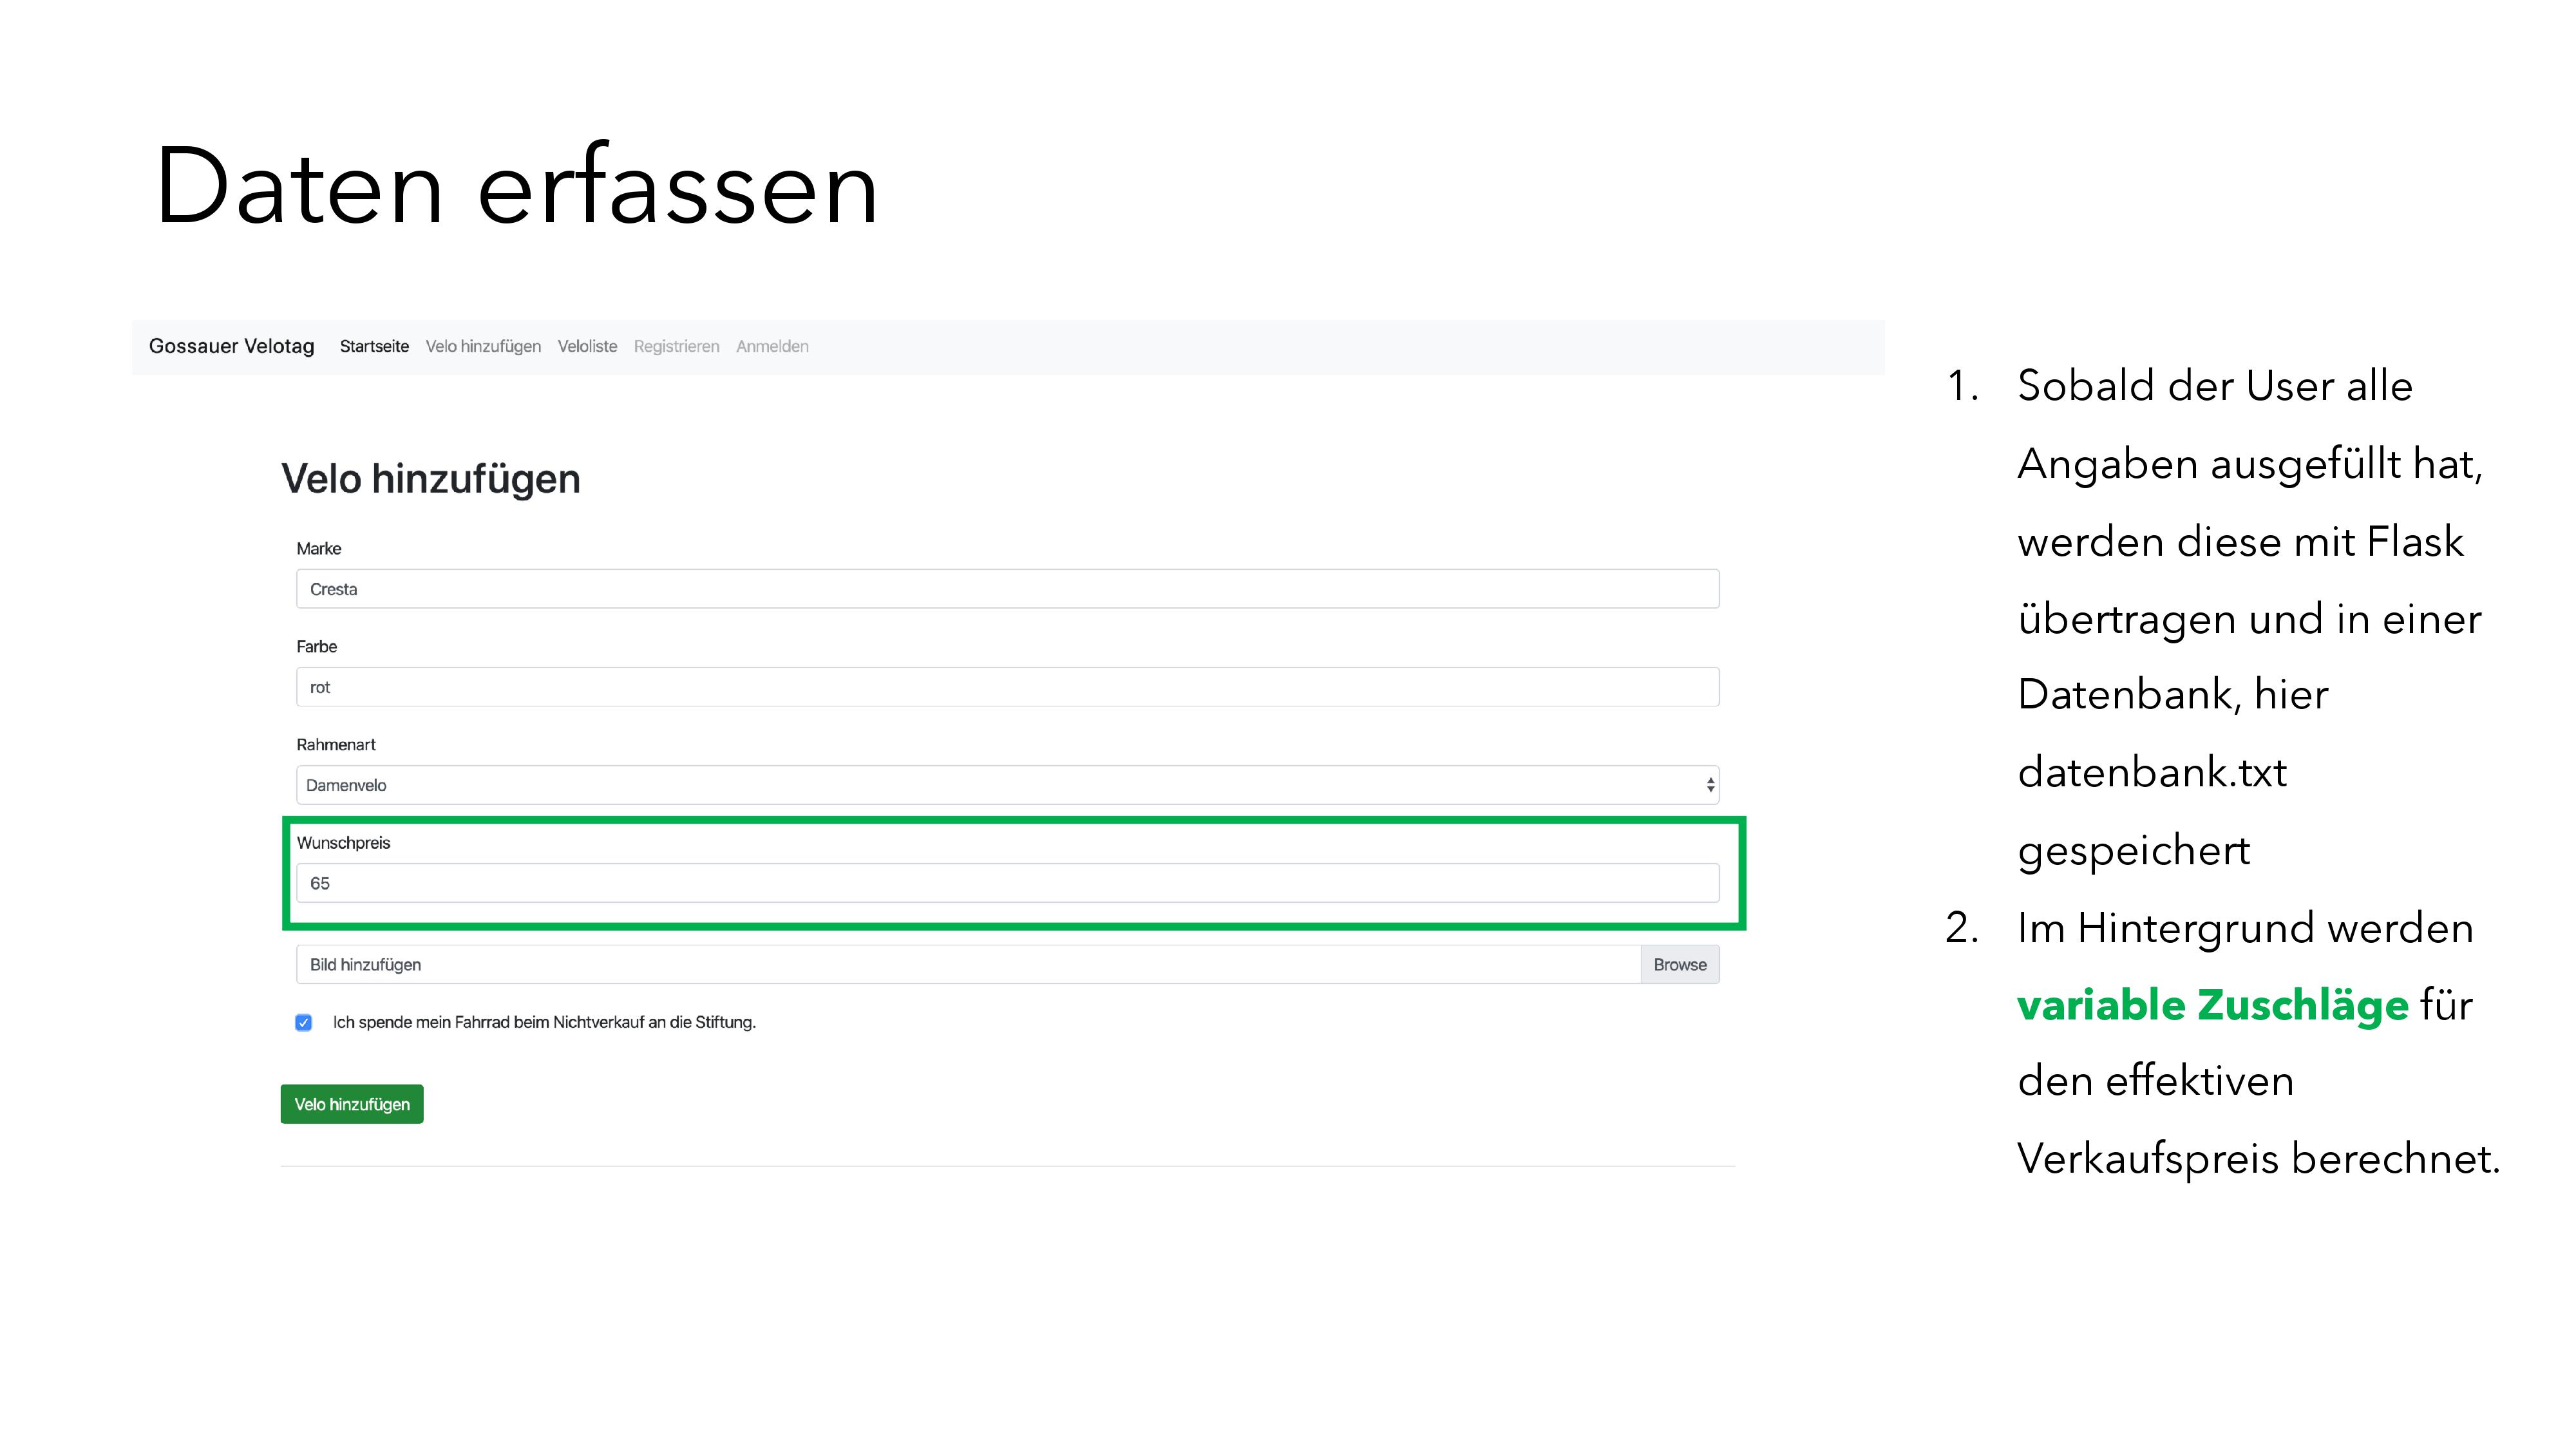 Daten erfassen
Gossauer Velotag Startseite Velo hinzufügen Veloliste Registrieren Anmelden
Velo hinzufügen
Marke
Cresta
Farbe
rot
Rahmenart
Damenvelo
Wunschpreis
65
Bild hinzufügen Browse
Ich spende mein Fahrrad beim Nichtverkauf an die Stiftung.
Velo hinzufügen
1. Sobald der User alle
Angaben ausgefüllt hat,
werden diese mit Flask
übertragen und in einer
Datenbank, hier
datenbank.txt
gespeichert
2. Im Hintergrund werden
variable Zuschläge für
den effektiven
Verkaufspreis berechnet.